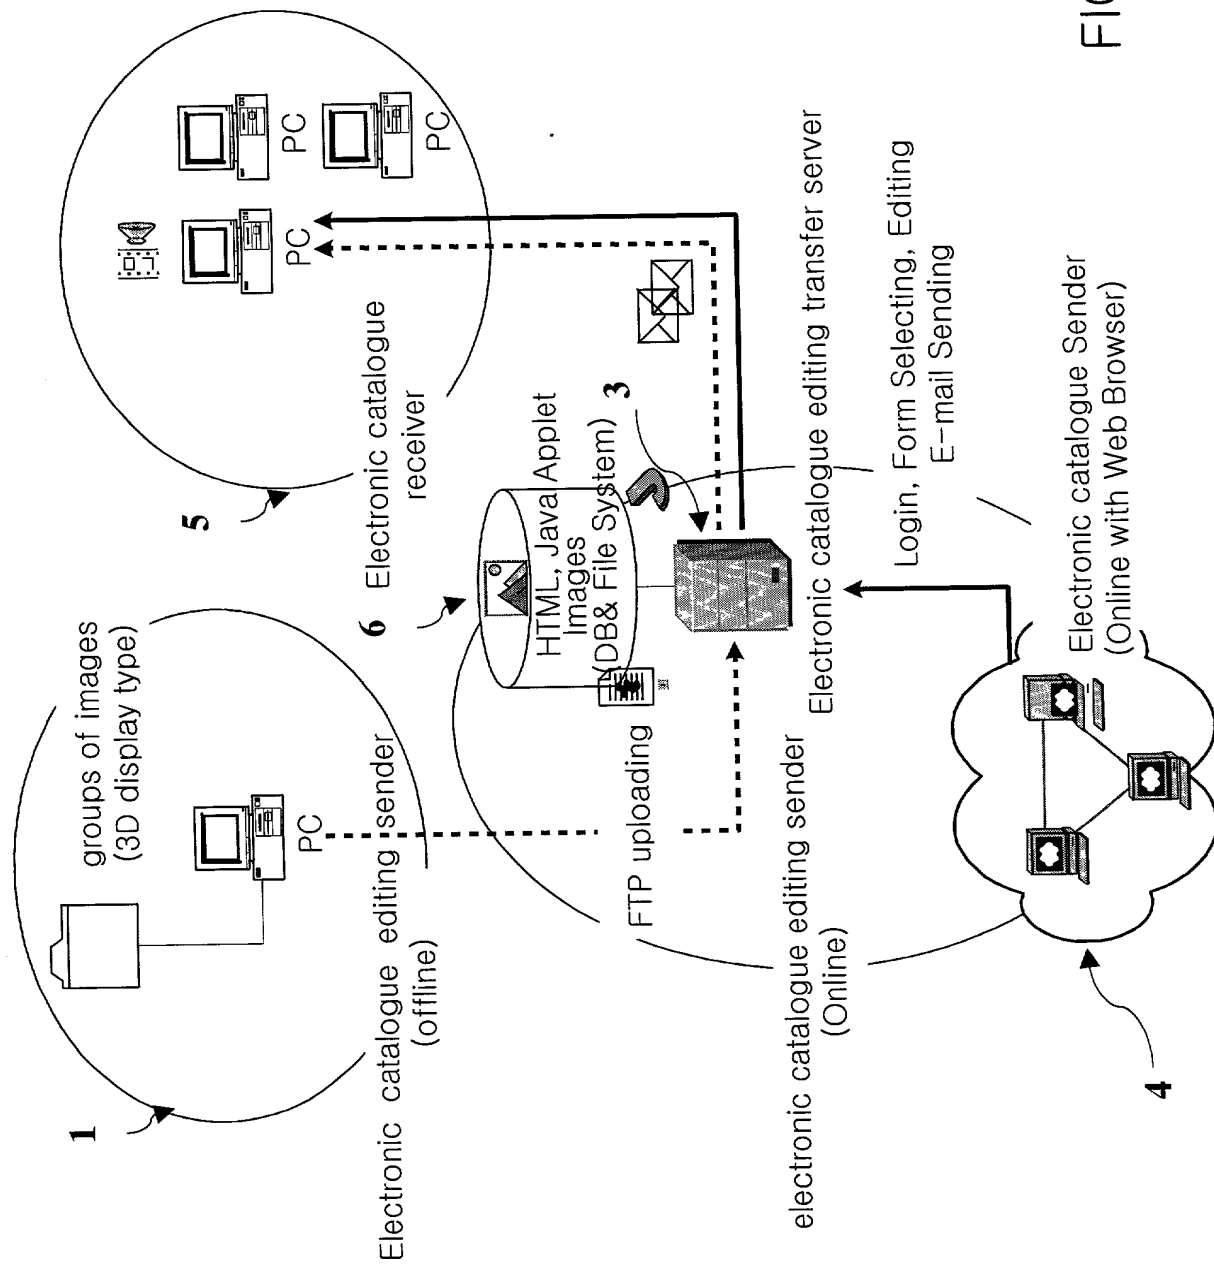 1
groups of images
(3D display type)
PC
Electronic catalogue editing sender
(offline)
5
PC
PC
PC
Electronic catalogue
receiver
6
HTML, Java Applet
Images
(DB& File System)
3
FTP uploading
Electronic catalogue editing transfer server
electronic catalogue editing sender
(Online)
Login, Form Selecting, Editing
E-mail Sending
Electronic catalogue Sender
(Online with Web Browser)
4